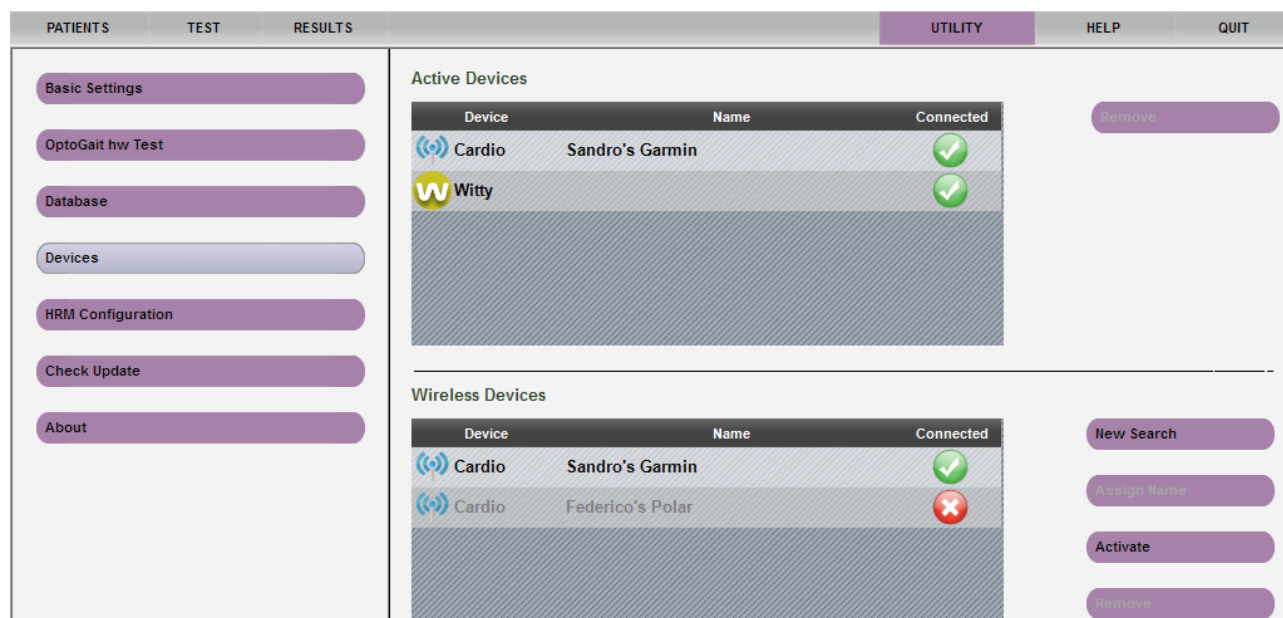 PATIENTS TEST RESULTS UTILITY HELP QUIT
Basic Settings
OptoGait hw Test
Database
Devices
HRM Configuration
Check Update
About
Active Devices
Device Name Connected
Cardio Sandro's Garmin
W Witty
Remove
Wireless Devices
Device Name Connected
Cardio Sandro's Garmin
Cardio Federico's Polar
New Search
Assign Name
Activate
Remove